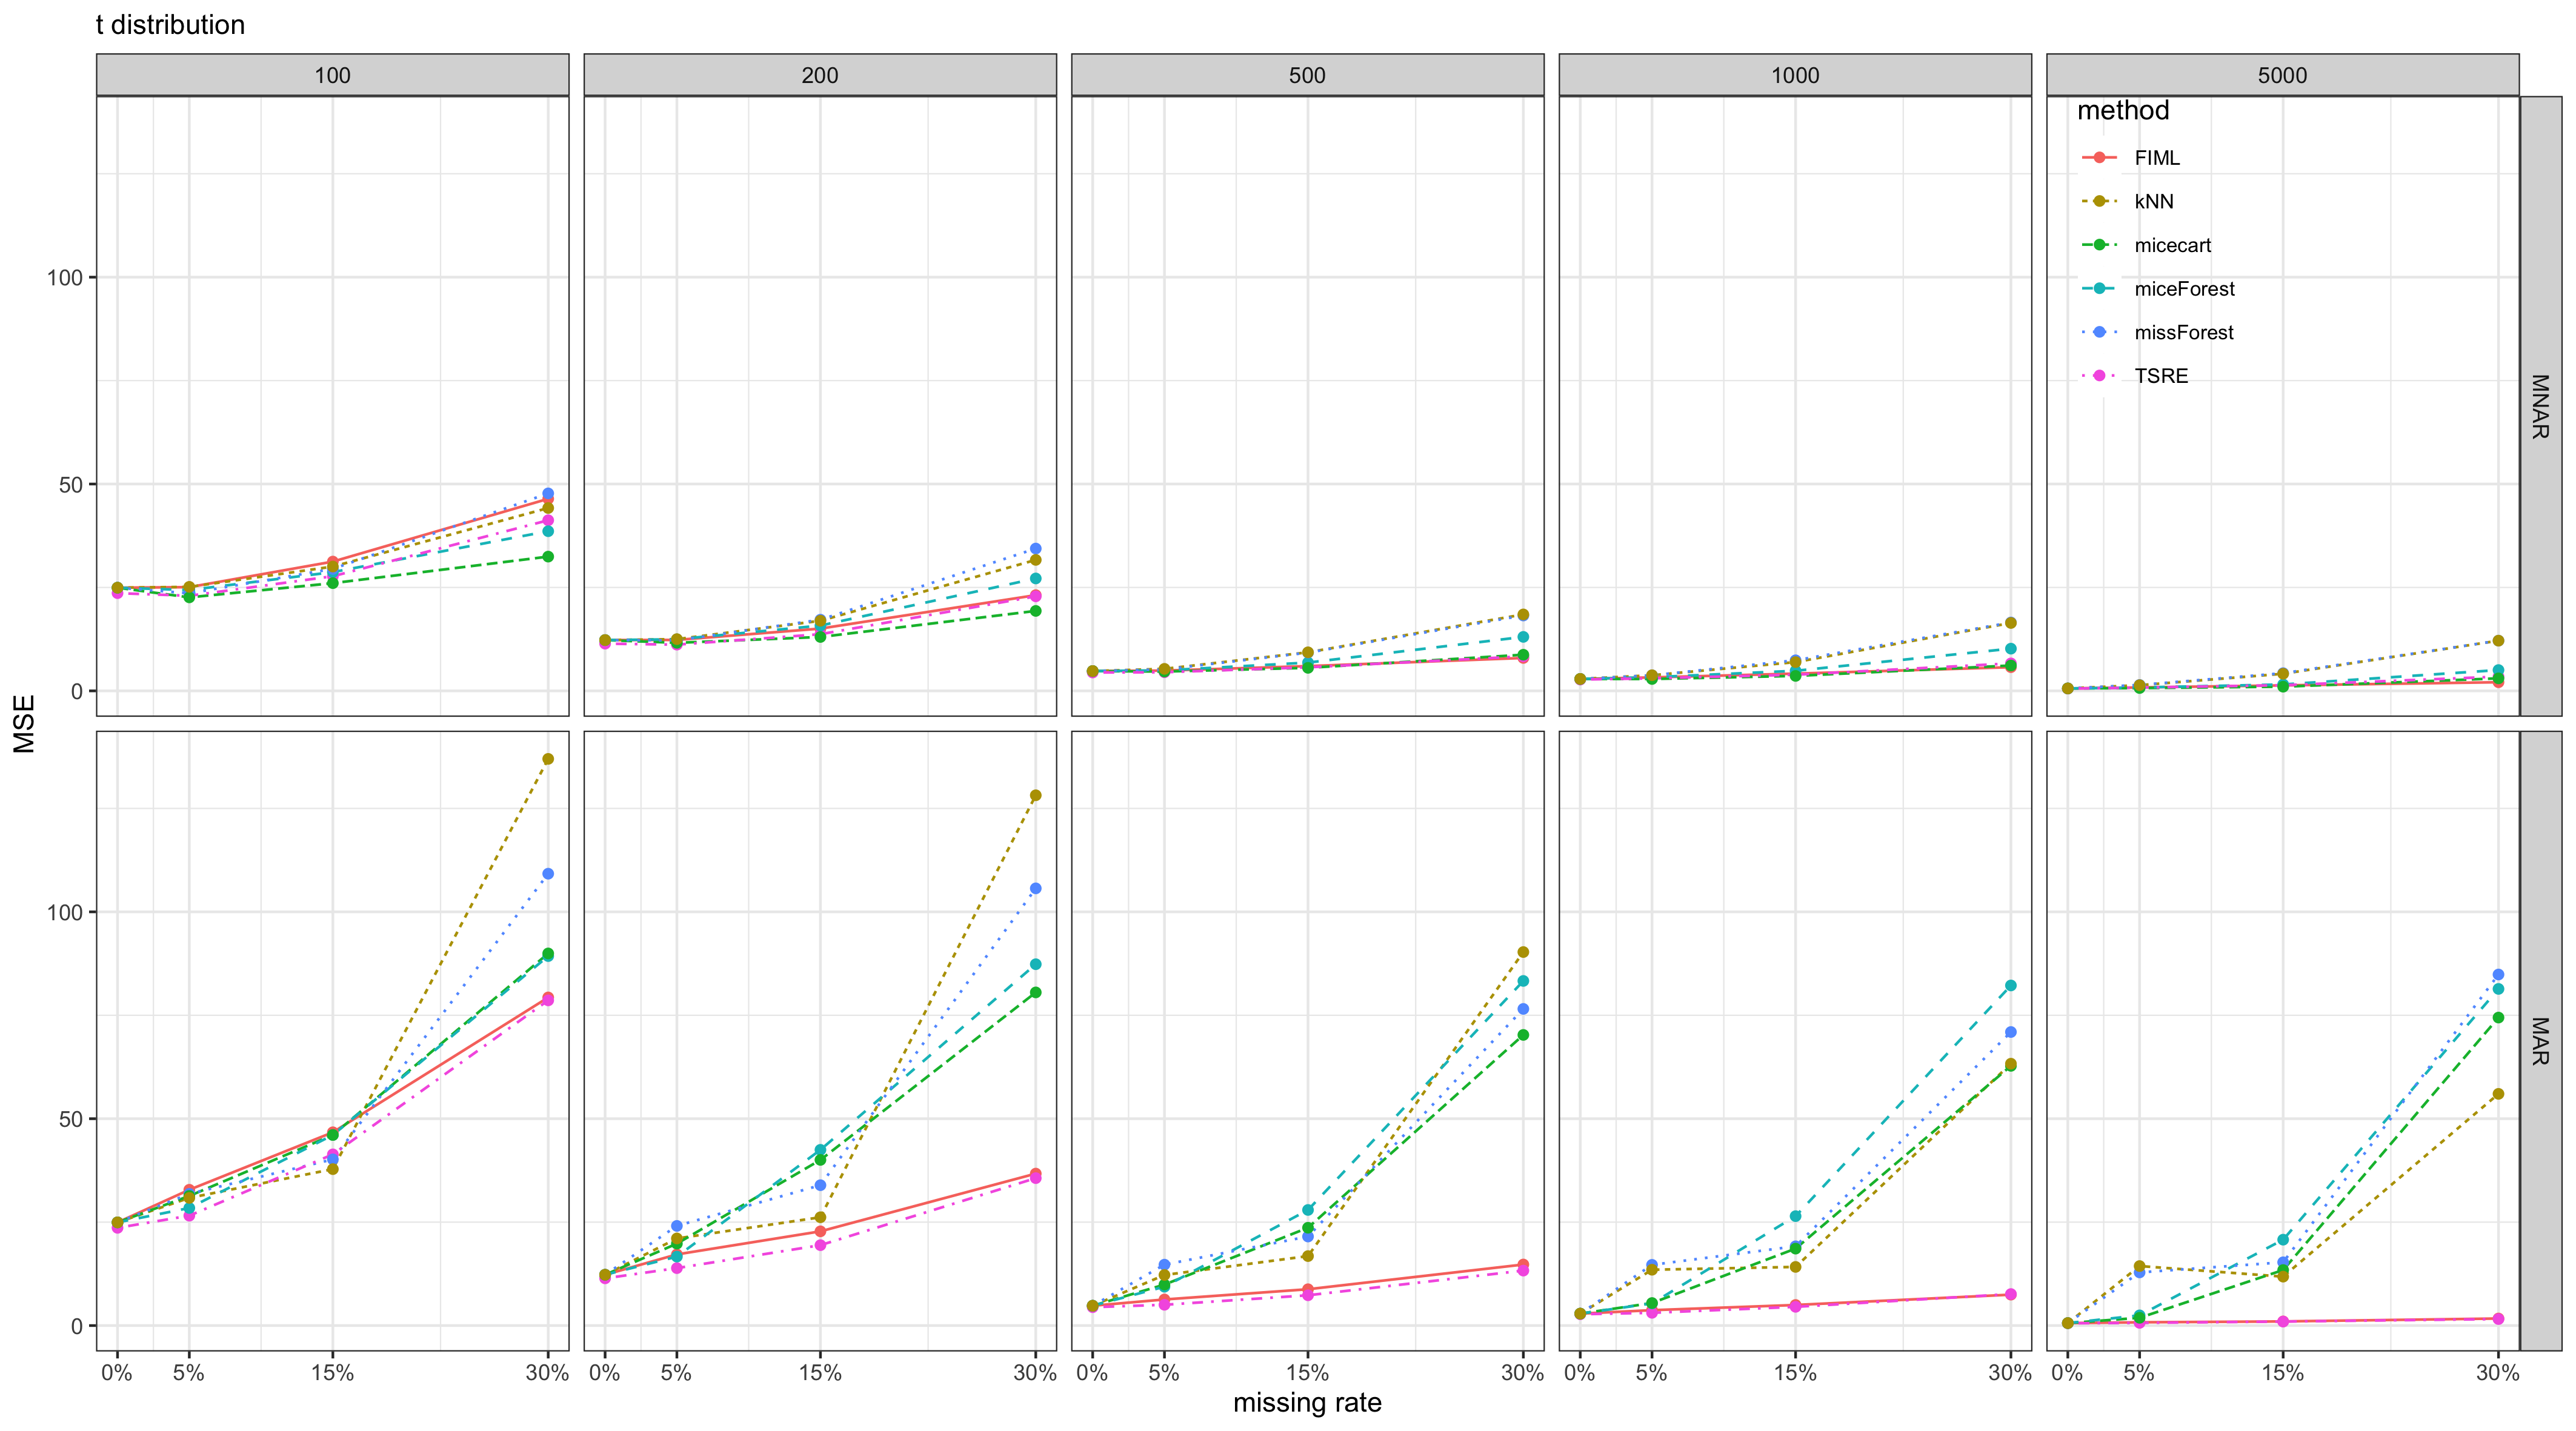 t distribution
100 200 500 1000 5000
method
FIML
kNN
micecart
miceForest
missForest
TSRE
MNAR
100
50
0
MSE
MAR
100
50
0
0% 5% 15% 30% 0% 5% 15% 30% 0% 5% 15% 30% 0% 5% 15% 30% 0% 5% 15% 30%
missing rate